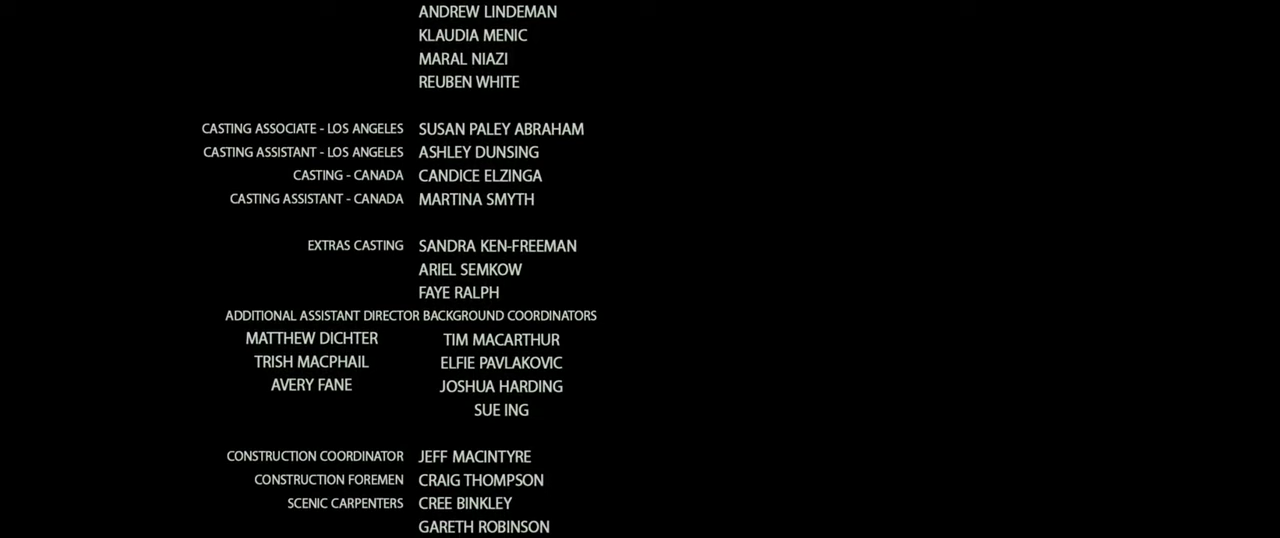 ANDREW LINDEMAN
KLAUDIA MENIC
MARAL NIAZI
REUBEN WHITE
CASTING ASSOCIATE - LOS ANGELES SUSAN PALEY ABRAHAM
CASTING ASSISTANT - LOS ANGELES ASHLEY DUNSING
CASTING - CANADA CANDICE ELZINGA
CASTING ASSISTANT - CANADA MARTINA SMYTH
EXTRAS CASTING SANDRA KEN-FREEMAN
ARIEL SEMKOW
FAYE RALPH
ADDITIONAL ASSISTANT DIRECTOR BACKGROUND COORDINATORS
MATTHEW DICHTER TIM MACARTHUR
TRISH MACPHAIL ELFIE PAVLAKOVIC
AVERY FANE JOSHUA HARDING
SUE ING
CONSTRUCTION COORDINATOR JEFF MACINTYRE
CONSTRUCTION FOREMEN CRAIG THOMPSON
SCENIC CARPENTERS CREE BINKLEY
GARETH ROBINSON